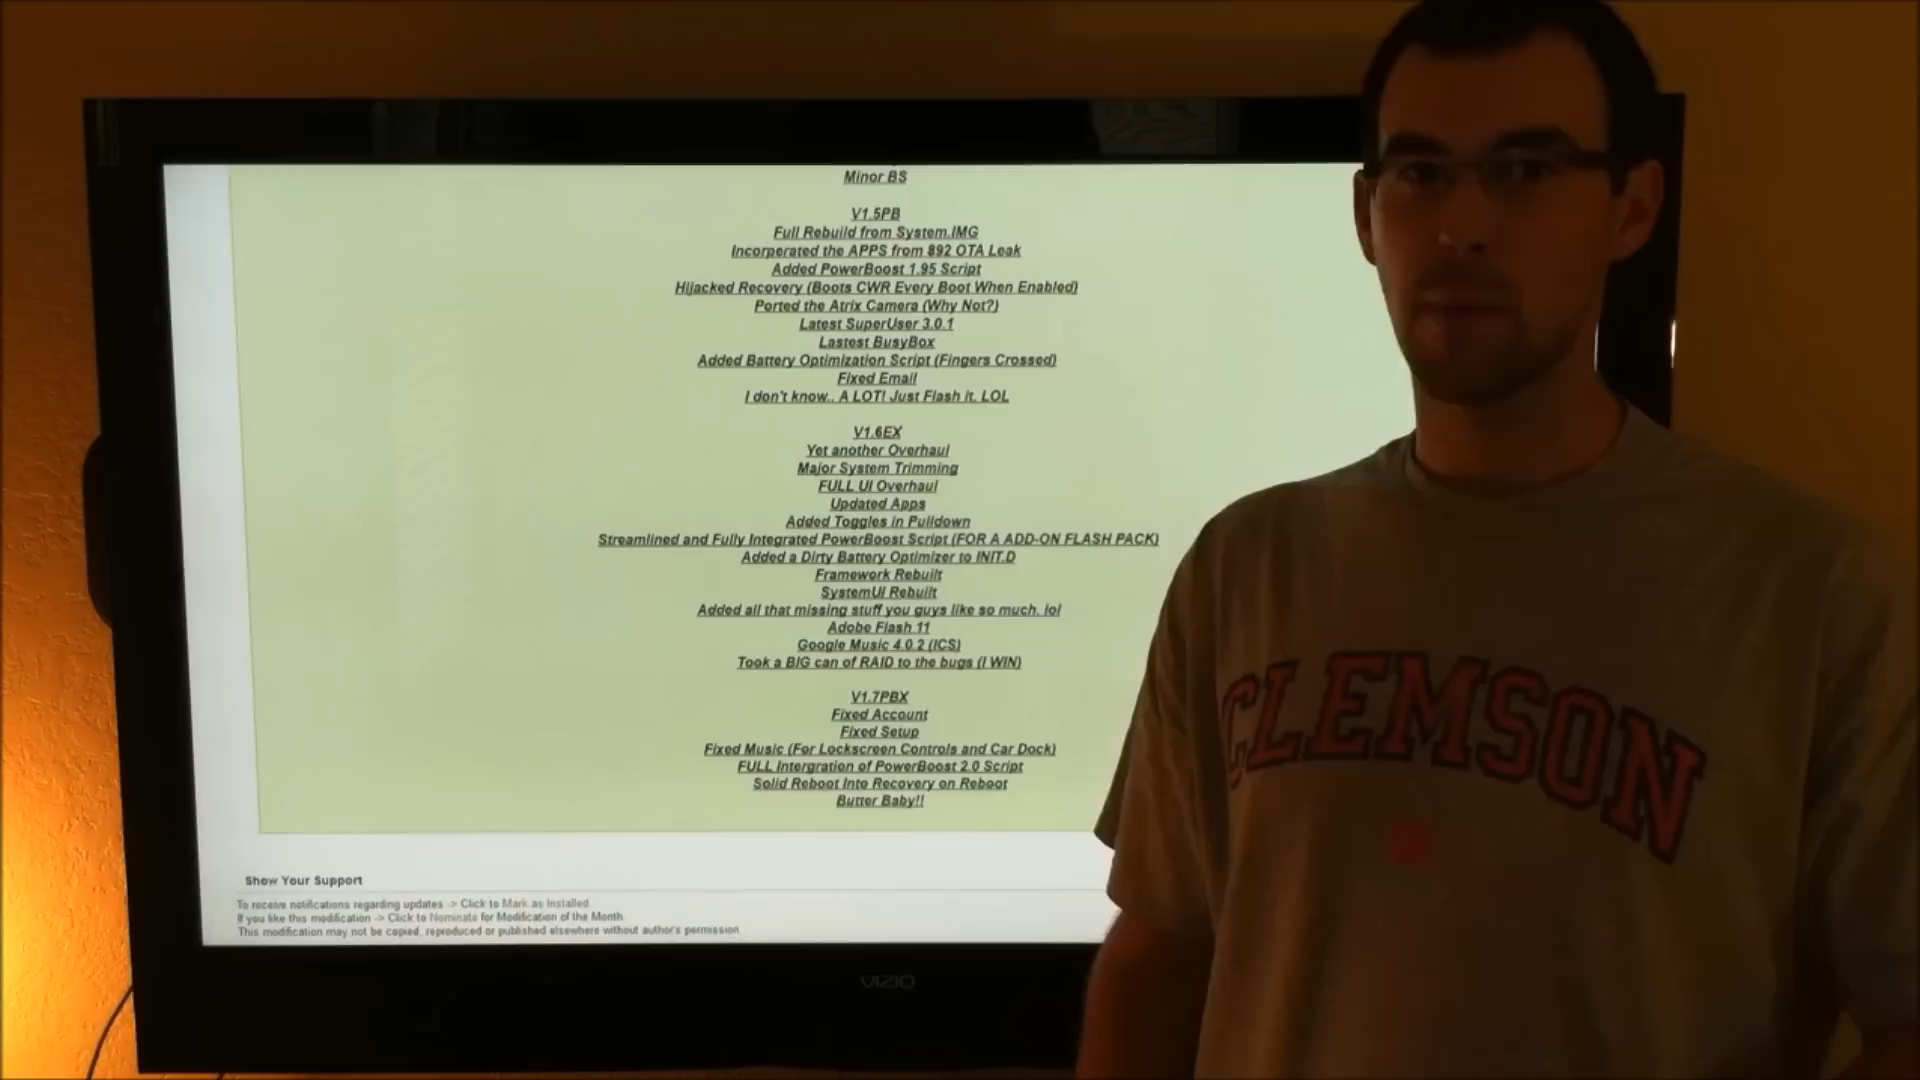 Minor BS
V1.5PB
Full Rebuild from System.IMG
Incorperated the APPS from 892 OTA Leak
Added PowerBoost 1.95 Script
Hijacked Recovery (Boots CWR Every Boot When Enabled)
Ported the Atrix Camera (Why Not?)
Latest SuperUser 3.0.1
Lastest BusyBox
Added Battery Optimization Script (Fingers Crossed)
Fixed Email
I don't know.. A LOT! Just Flash it. LOL
V1.6EX
Yet another Overhaul
Major System Trimming
FULL UI Overhaul
Updated Apps
Added Toggles in Pulldown
Streamlined and Fully Integrated PowerBoost Script (FOR A ADD-ON FLASH PACK)
Added a Dirty Battery Optimizer to INIT.D
Framework Rebuilt
SystemUI Rebuilt
Added all that missing stuff you guys like so much. lol
Adobe Flash 11
Google Music 4.0.2 (ICS)
Took a BIG can of RAID to the bugs (I WIN)
V1.7PBX
Fixed Account
Fixed Setup
Fixed Music (For Lockscreen Controls and Car Dock)
FULL Intergration of PowerBoost 2.0 Script
Solid Reboot Into Recovery on Reboot
Butter Baby!!
Show Your Support
To receive notifications regarding updates -> Click to Mark as Installed.
If you like this modification -> Click to Nominate for Modification of the Month.
This modification may not be copied, reproduced or published elsewhere without author's permission
VIZIO
CLEMSON